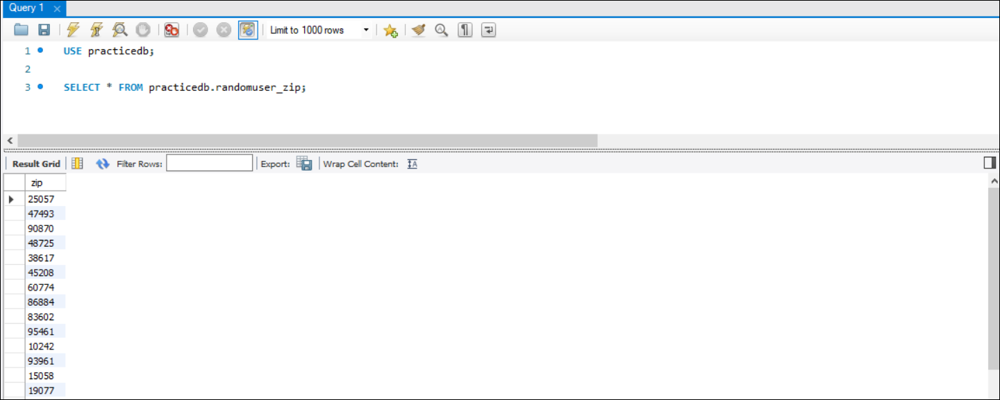 Query 1
Limit to 1000 rows
1 USE practicedb;
2
3 SELECT * FROM practicedb.randomuser_zip;
Result Grid Filter Rows: Export: Wrap Cell Content:
zip
25057
47493
90870
48725
38617
45208
60774
86884
83602
95461
10242
93961
15058
19077